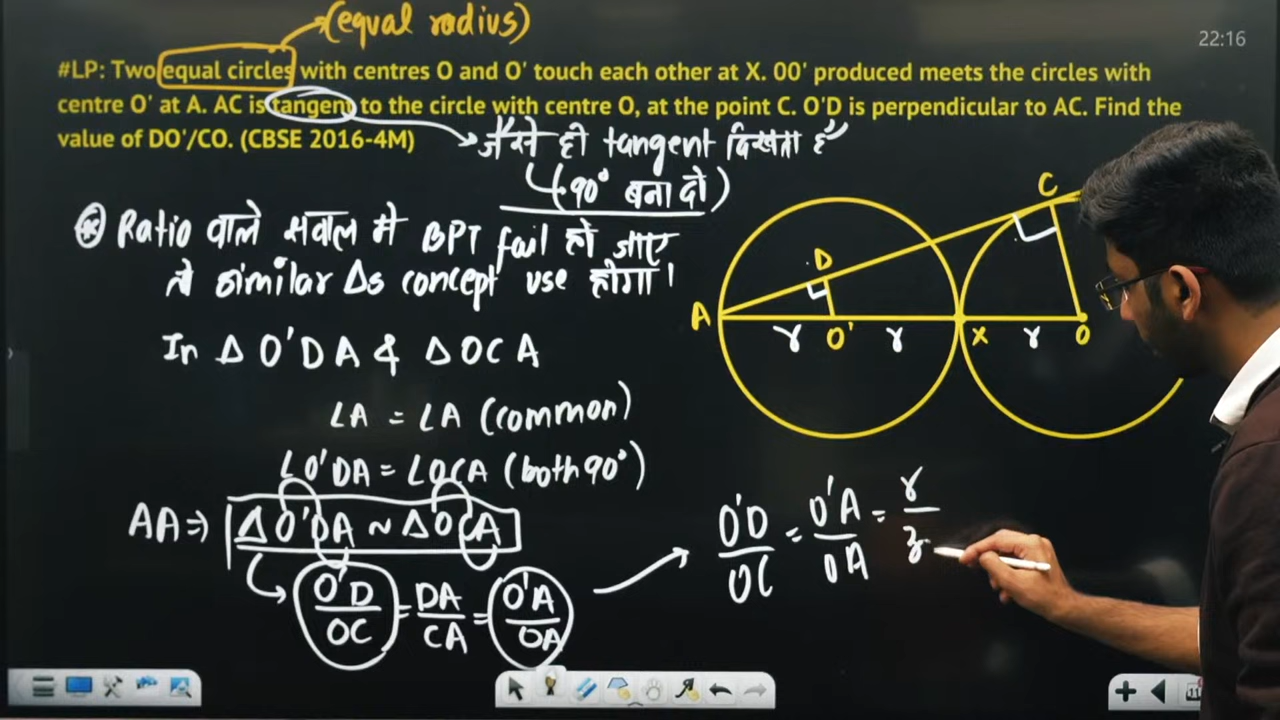 (equal radius)
22:16
#LP: Two equal circles with centres O and O' touch each other at X. OO' produced meets the circles with
centre O' at A. AC is tangent to the circle with centre O, at the point C. O'D is perpendicular to AC. Find the
value of DO'/CO. (CBSE 2016-4M)
"जैसे ही tangent दिखता है"
(90° बना दो)
Ratio वाले सवाल में BPT fail हो जाए
तो similar Δs concept use होगा।
In Δ O'DA & Δ OCA
∠A = ∠A (common)
∠O'DA = ∠OCA (both 90°)
AA ⇒ Δ O'DA ~ Δ OCA
O'D/OC = DA/CA = O'A/OA
O'D/OC = O'A/OA = r/3
A
D
C
r
O'
r
X
r
O
11